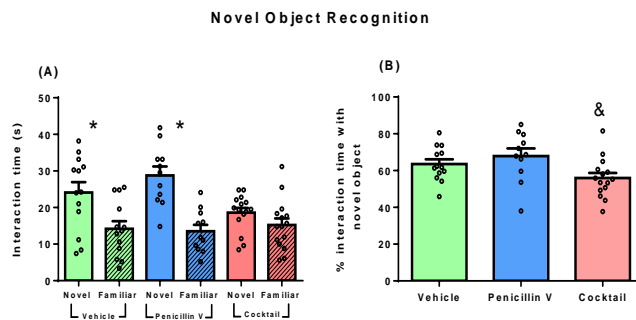 Novel Object Recognition
(A)
Interaction time (s)
50
40
30
20
10
0
*
*
Novel Familiar Novel Familiar Novel Familiar
Vehicle Penicillin V Cocktail
(B)
% interaction time with
novel object
100
80
60
40
20
0
&
Vehicle Penicillin V Cocktail